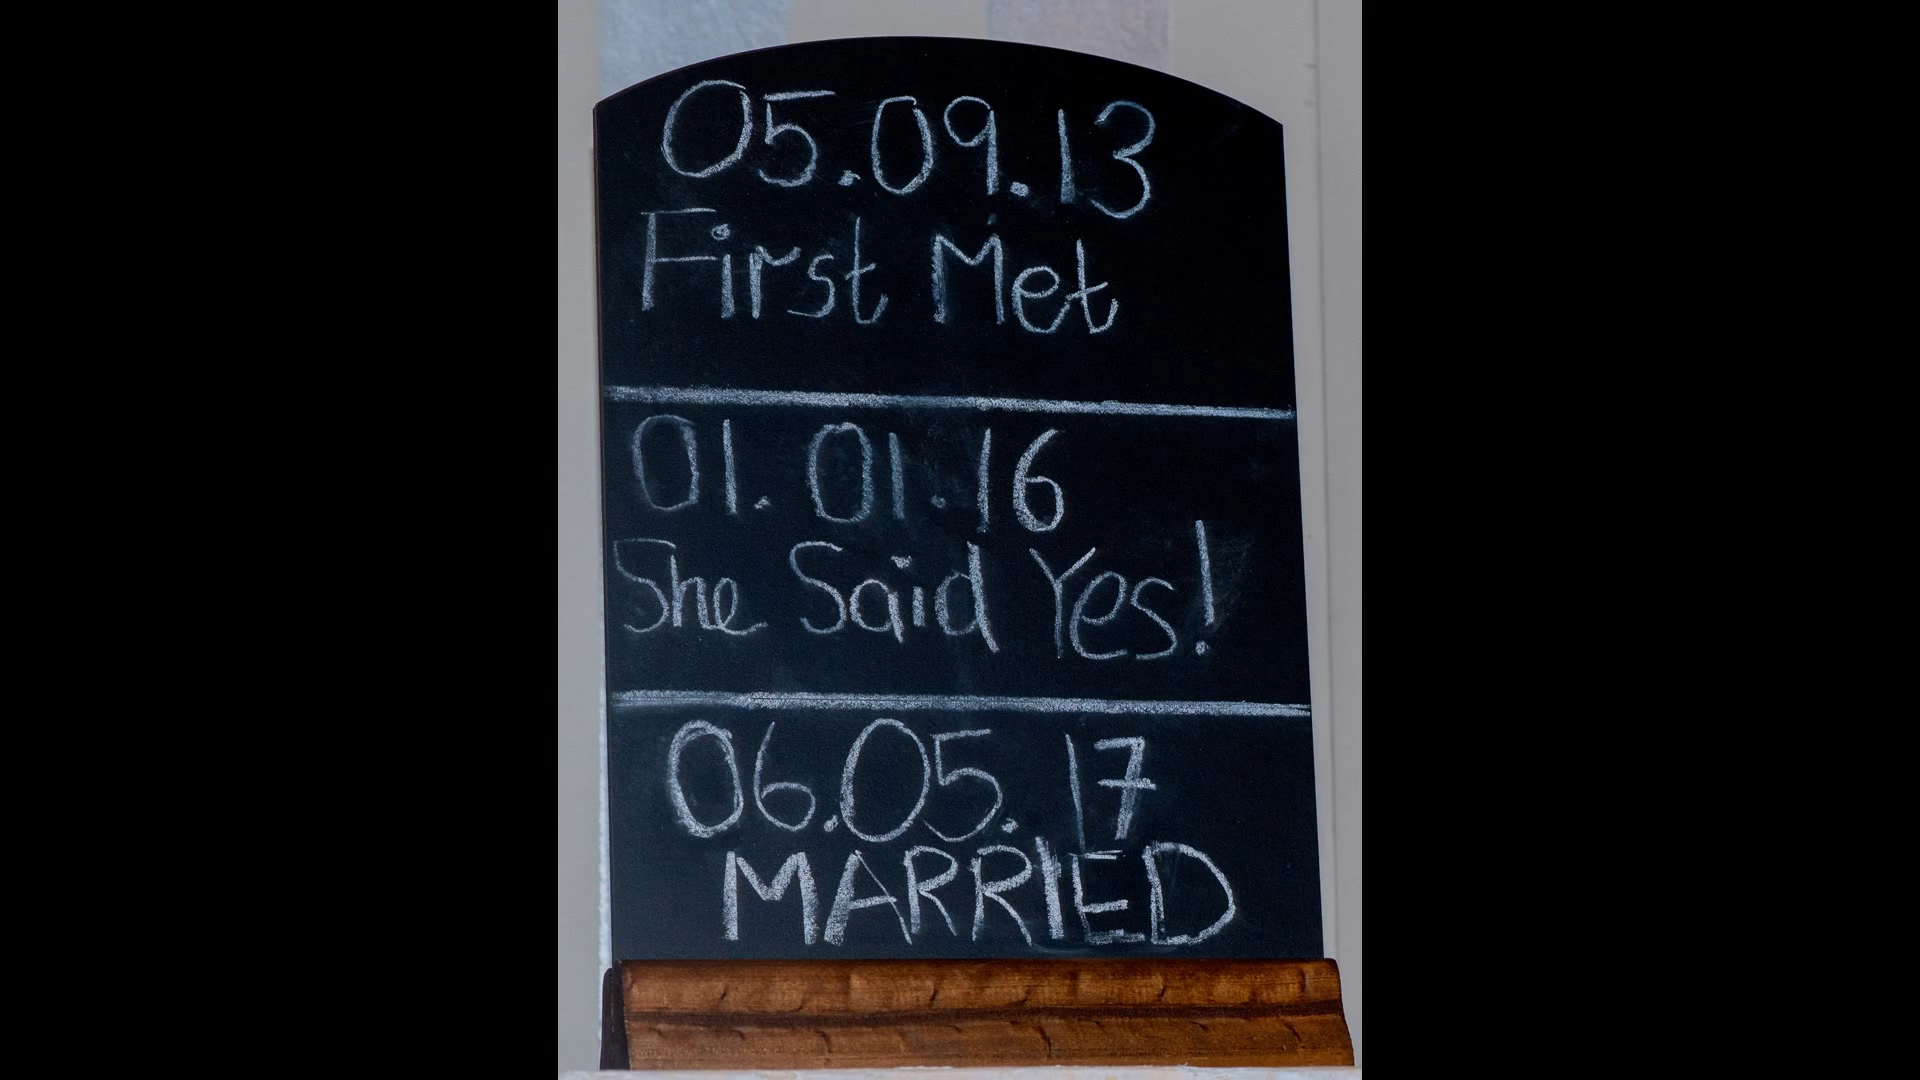 05.09.13
First Met
01.01.16
She Said Yes!
06.05.17
MARRIED